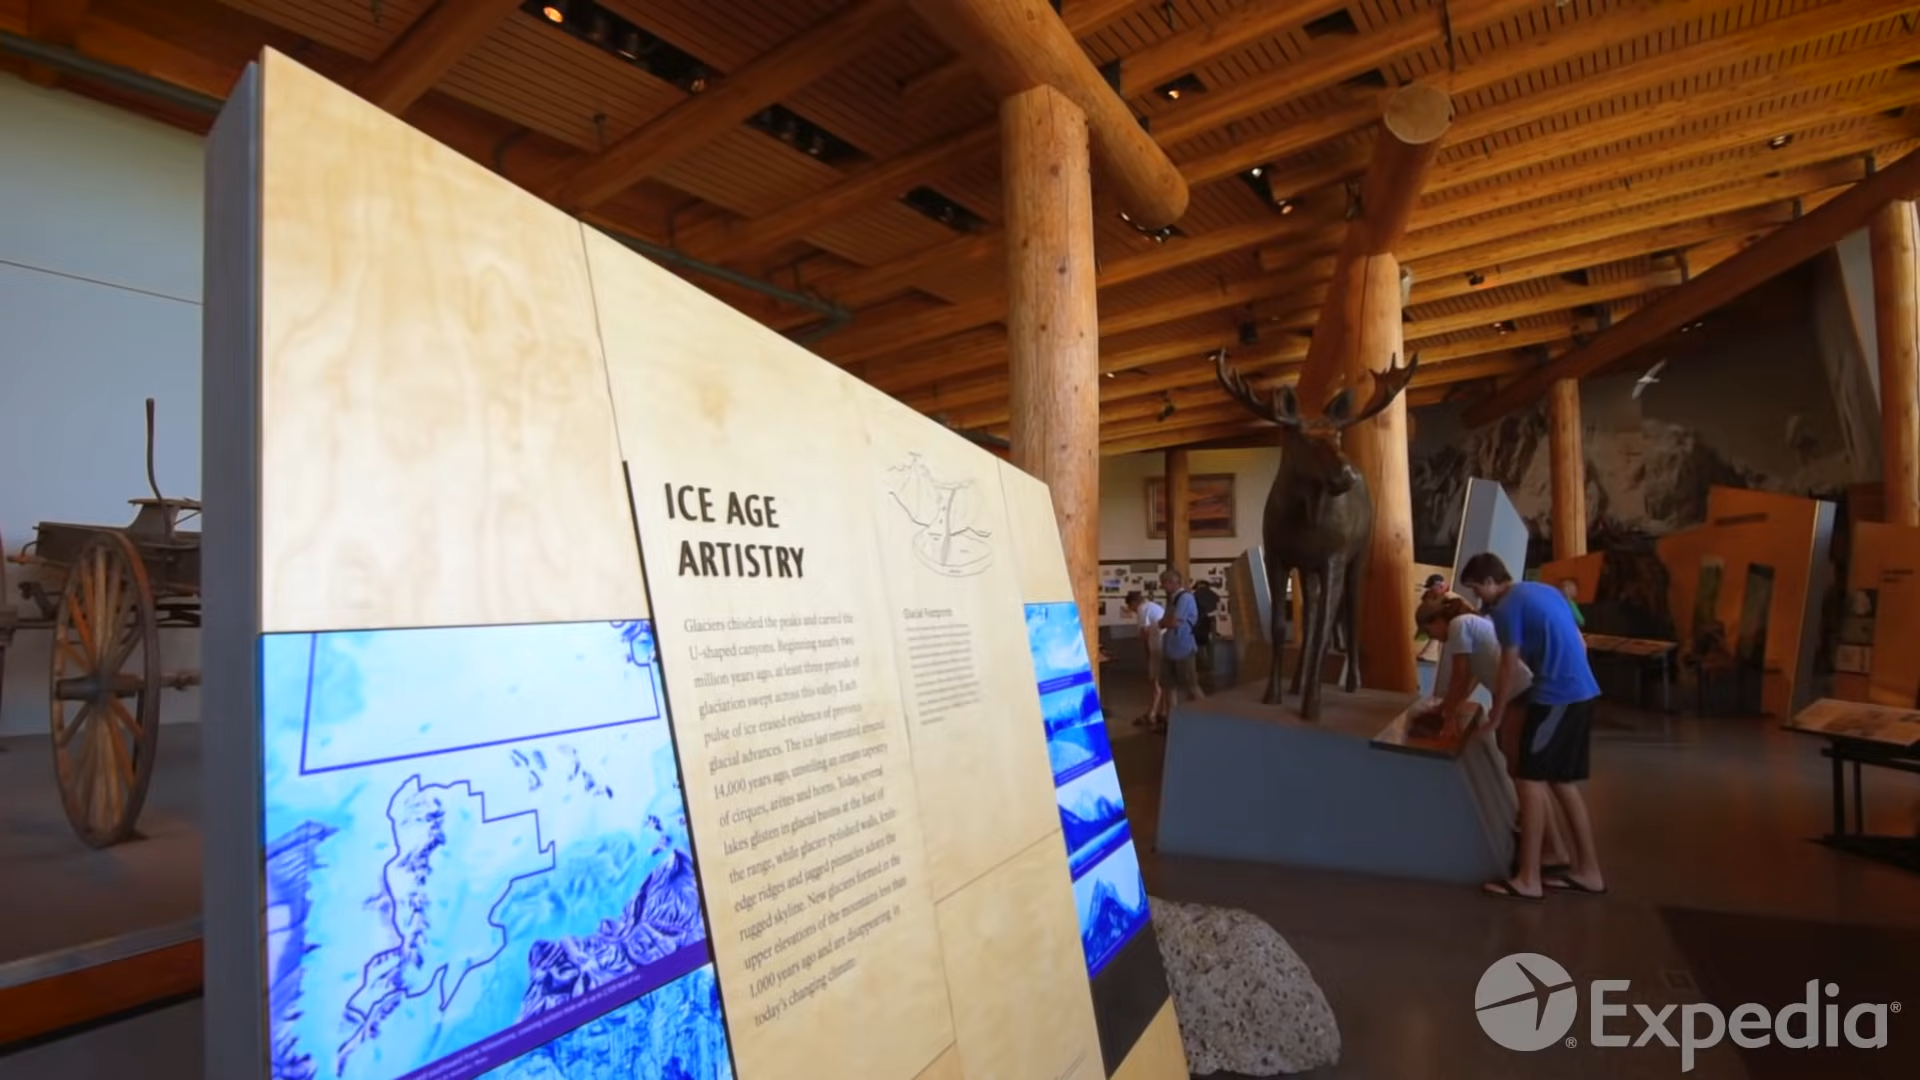 ICE AGE
ARTISTRY
Glaciers chiseled the peaks and carved the
U-shaped canyons. Beginning nearly two
million years ago, at least three periods of
glaciation swept across this valley. Each
pulse of ice erased evidence of previous
glacial advances. The ice last retreated around
14,000 years ago, unveiling an ornate tapestry
of cirques, arêtes and horns. Today, several
lakes glisten in glacial basins at the foot of
the range, while glacier-polished walls, knife-
edge ridges and jagged pinnacles adorn the
rugged skyline. New glaciers formed in the
upper elevations of the mountains less than
1,000 years ago and are disappearing in
today's changing climate.
Glacial Footprints
Expedia®